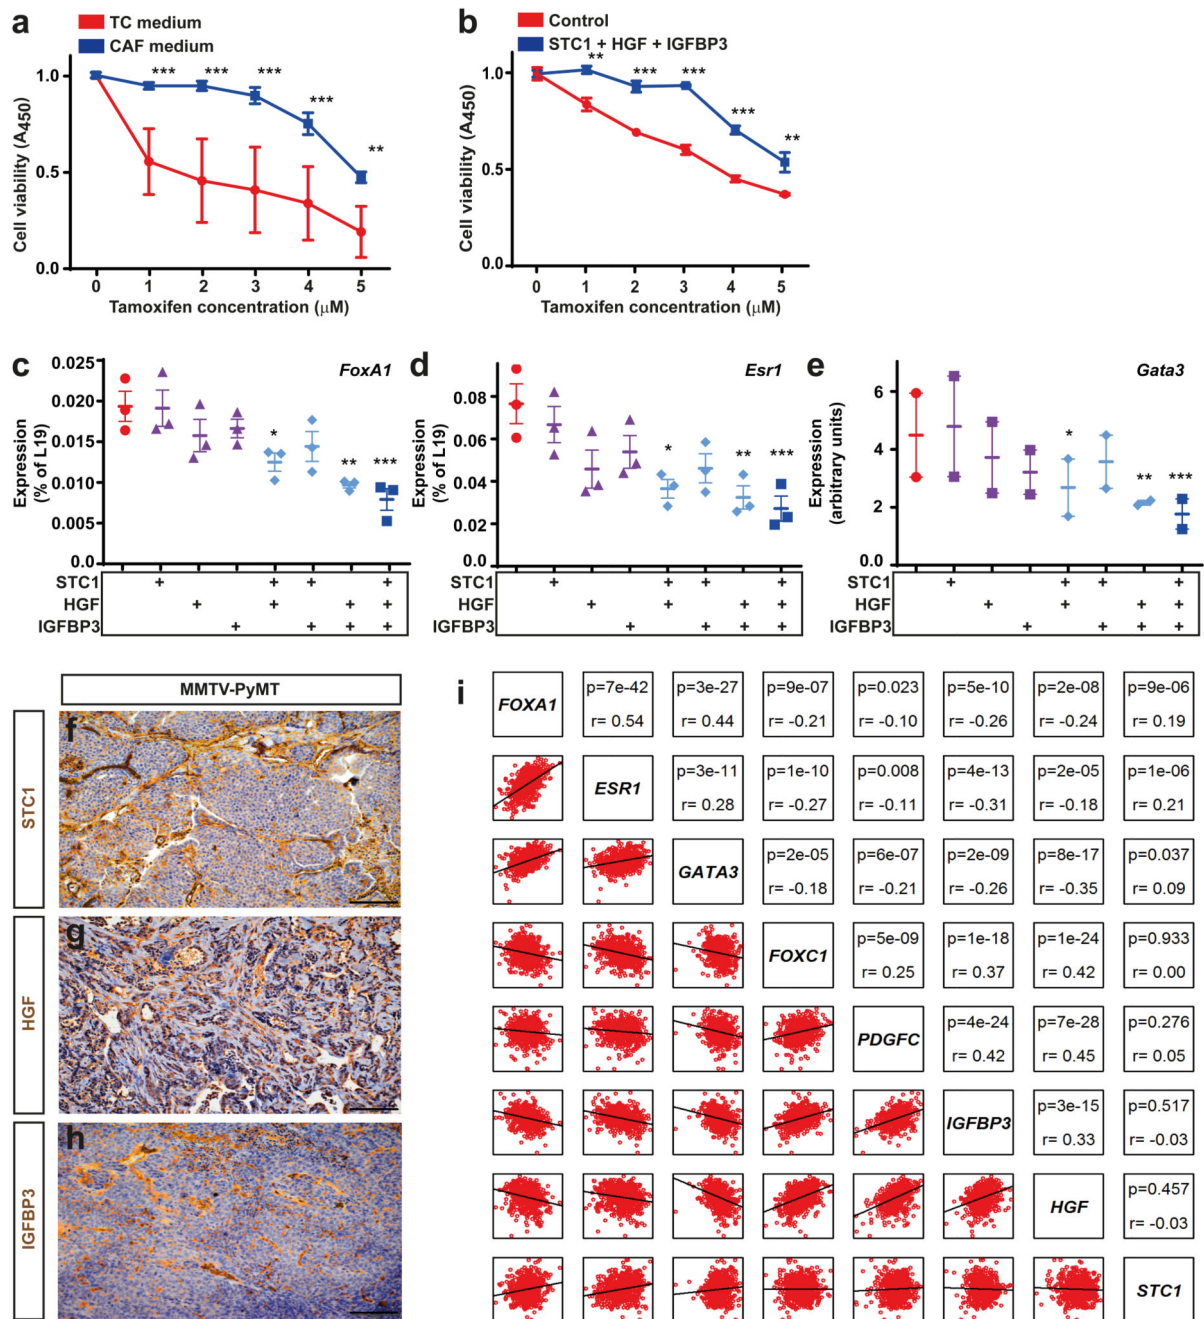 a
TC medium
CAF medium
Cell viability (A450)
1.0
0.5
0.0
*** *** *** *** **
0 1 2 3 4 5
Tamoxifen concentration (μM)
b
Control
STC1 + HGF + IGFBP3
Cell viability (A450)
1.0
0.5
0.0
** *** *** *** **
0 1 2 3 4 5
Tamoxifen concentration (μM)
c
FoxA1
Expression
(% of L19)
0.025
0.020
0.015
0.010
0.005
0.0
* ** ***
STC1 + + + +
HGF + + + +
IGFBP3 + + + +
d
Esr1
Expression
(% of L19)
0.08
0.06
0.04
0.02
0.0
* ** ***
STC1 + + + +
HGF + + + +
IGFBP3 + + + +
e
Gata3
Expression
(arbitrary units)
6
4
2
0.0
* ** ***
STC1 + + + +
HGF + + + +
IGFBP3 + + + +
MMTV-PyMT
STC1
f
HGF
g
IGFBP3
h
i
FOXA1
p=7e-42
r= 0.54
p=3e-27
r= 0.44
p=9e-07
r= -0.21
p=0.023
r= -0.10
p=5e-10
r= -0.26
p=2e-08
r= -0.24
p=9e-06
r= 0.19
ESR1
p=3e-11
r= 0.28
p=1e-10
r= -0.27
p=0.008
r= -0.11
p=4e-13
r= -0.31
p=2e-05
r= -0.18
p=1e-06
r= 0.21
GATA3
p=2e-05
r= -0.18
p=6e-07
r= -0.21
p=2e-09
r= -0.26
p=8e-17
r= -0.35
p=0.037
r= 0.09
FOXC1
p=5e-09
r= 0.25
p=1e-18
r= 0.37
p=1e-24
r= 0.42
p=0.933
r= 0.00
PDGFC
p=4e-24
r= 0.42
p=7e-28
r= 0.45
p=0.276
r= 0.05
IGFBP3
p=3e-15
r= 0.33
p=0.517
r= -0.03
HGF
p=0.457
r= -0.03
STC1